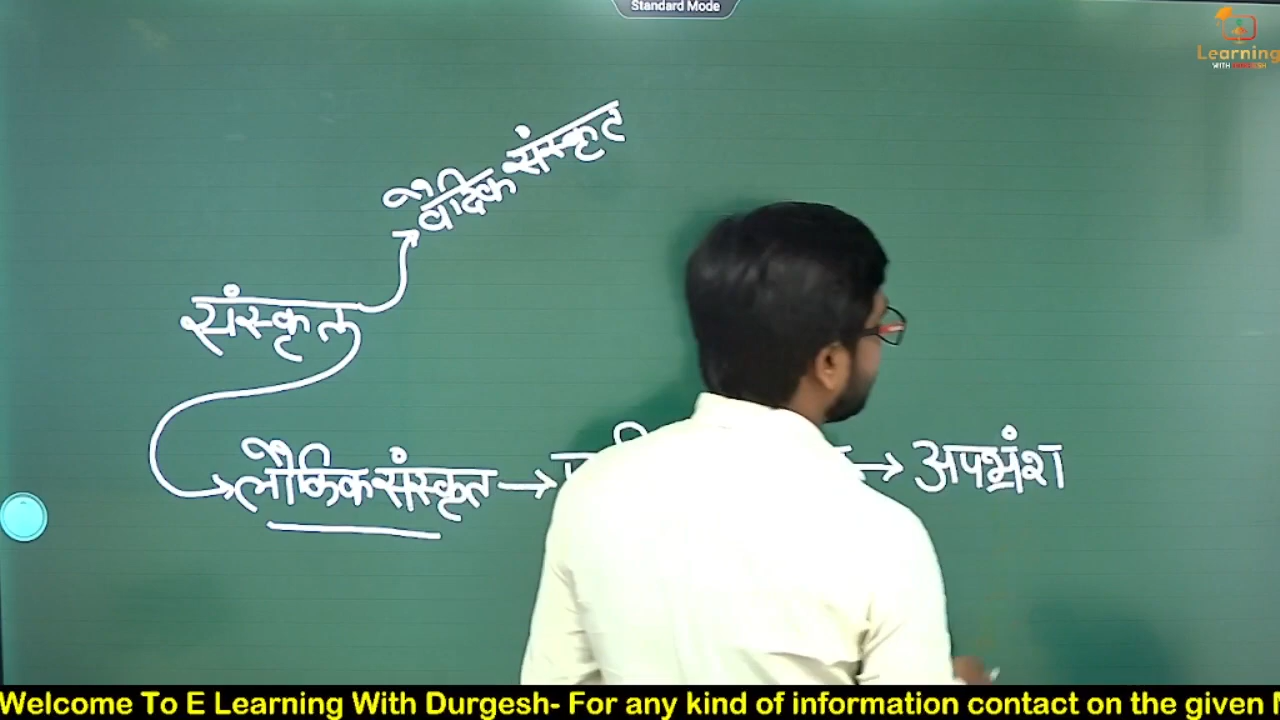 Standard Mode
Learning
वैदिक संस्कृत
संस्कृत
लौकिक संस्कृत → → अपभ्रंश
Welcome To E Learning With Durgesh- For any kind of information contact on the given